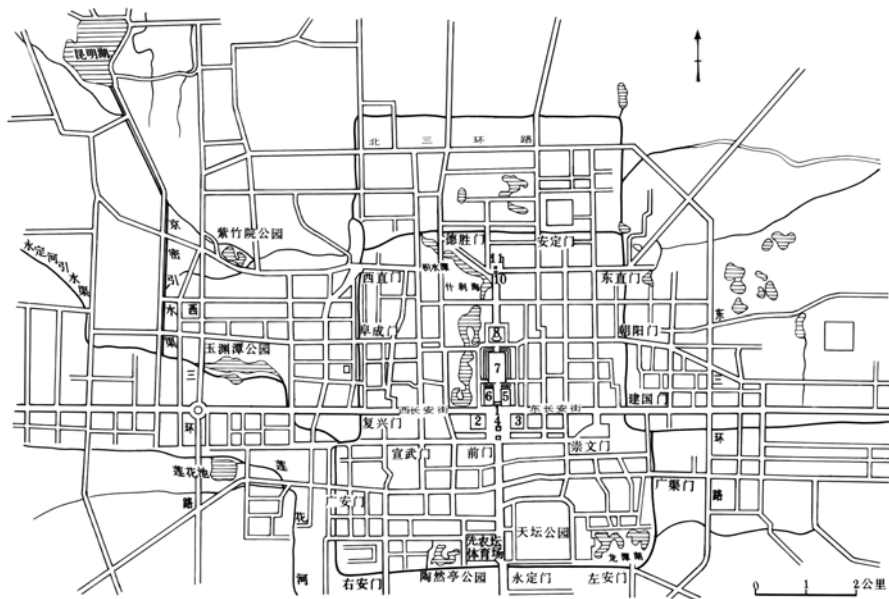 昆明湖
北三环路
紫竹院公园
京密引水渠
永定河引水渠
德胜门
安定门
积水潭
11
10
西直门
什刹海
东直门
阜成门
8
朝阳门
西三环路
东三环路
玉渊潭公园
7
6
5
建国门
西长安街
1
东长安街
复兴门
2
4
3
宣武门
前门
崇文门
莲花池
莲花河
广安门
广渠门
先农坛
体育场
天坛公园
龙潭湖
右安门
陶然亭公园
永定门
左安门
0 1 2公里